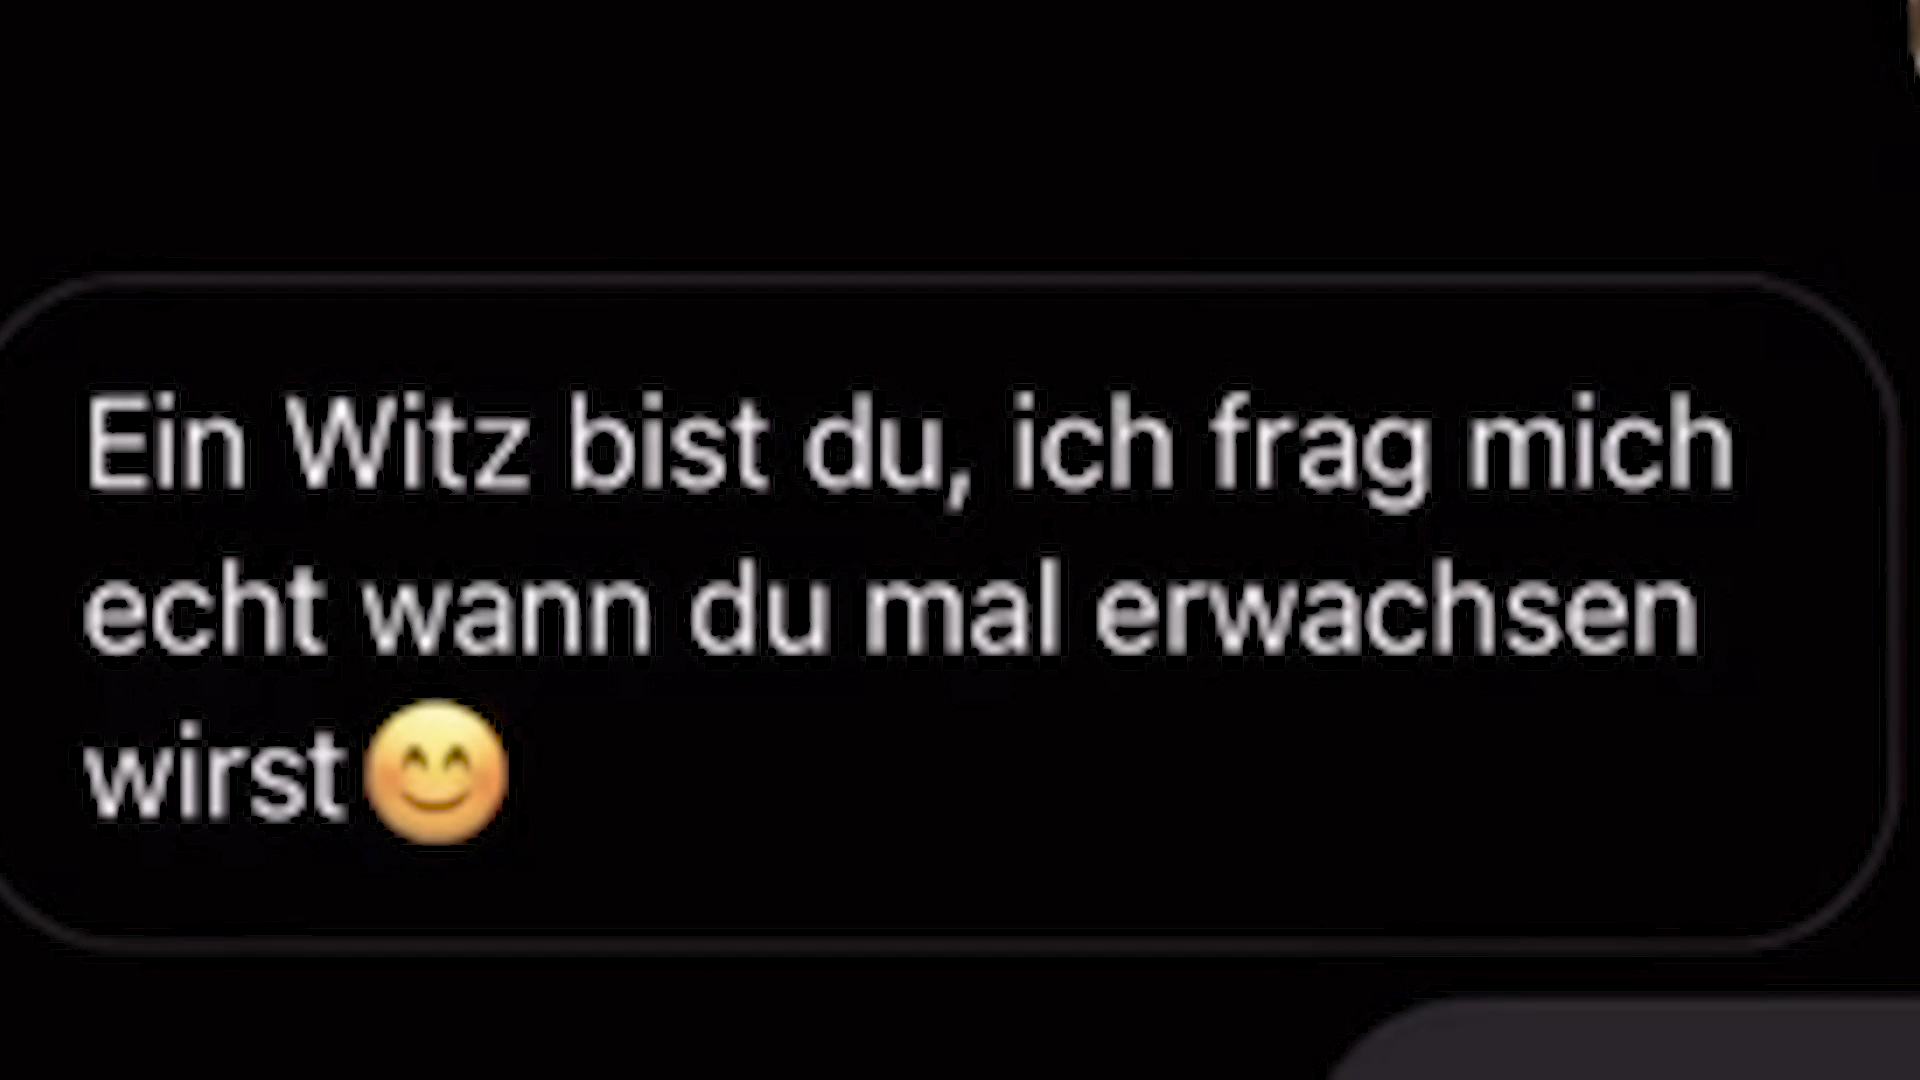 Ein Witz bist du, ich frag mich
echt wann du mal erwachsen
wirst😊